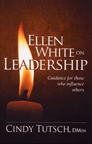 ELLEN
WHITE ON
LEADERSHIP
Guidance for those
who influence
others
CINDY TUTSCH, DMin